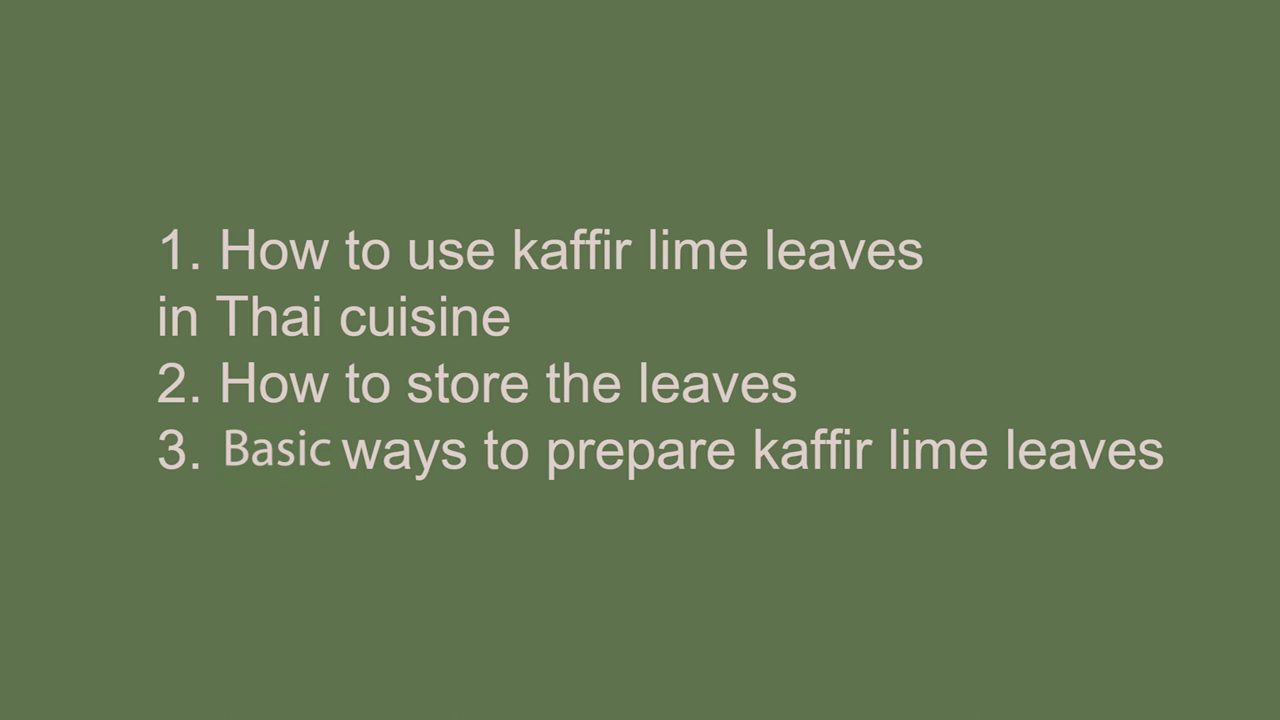 1. How to use kaffir lime leaves
in Thai cuisine
2. How to store the leaves
3. Basic ways to prepare kaffir lime leaves